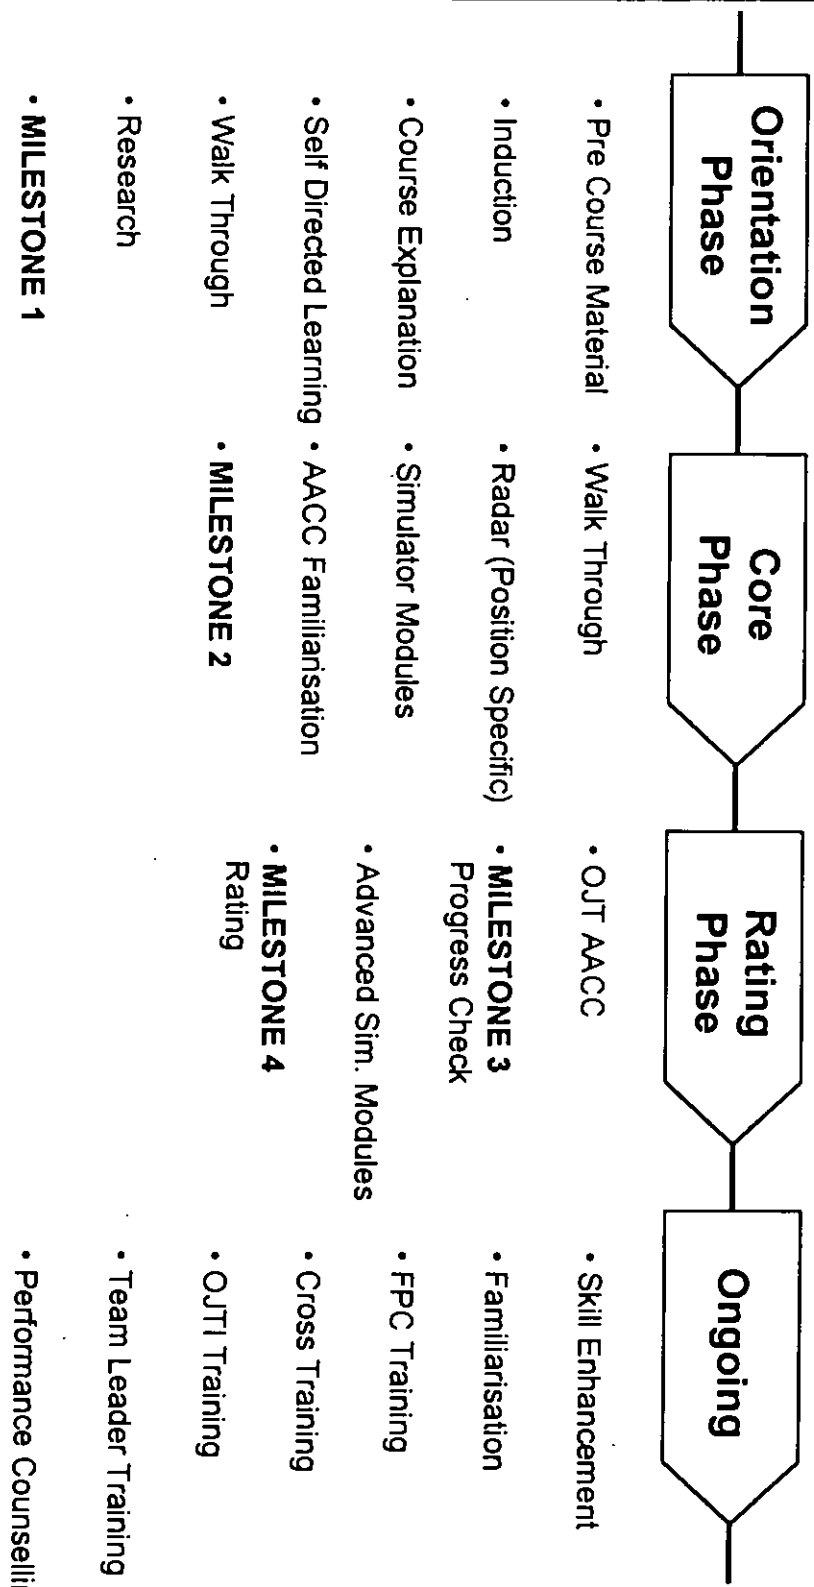 Orientation
Phase
• Pre Course Material
• Induction
• Course Explanation
• Self Directed Learning
• Walk Through
• Research
• MILESTONE 1
Core
Phase
• Walk Through
• Radar (Position Specific)
• Simulator Modules
• AACC Familiarisation
• MILESTONE 2
Rating
Phase
• OJT AACC
• MILESTONE 3
Progress Check
• Advanced Sim. Modules
• MILESTONE 4
Rating
Ongoing
• Skill Enhancement
• Familiarisation
• FPC Training
• Cross Training
• OJTI Training
• Team Leader Training
• Performance Counselli